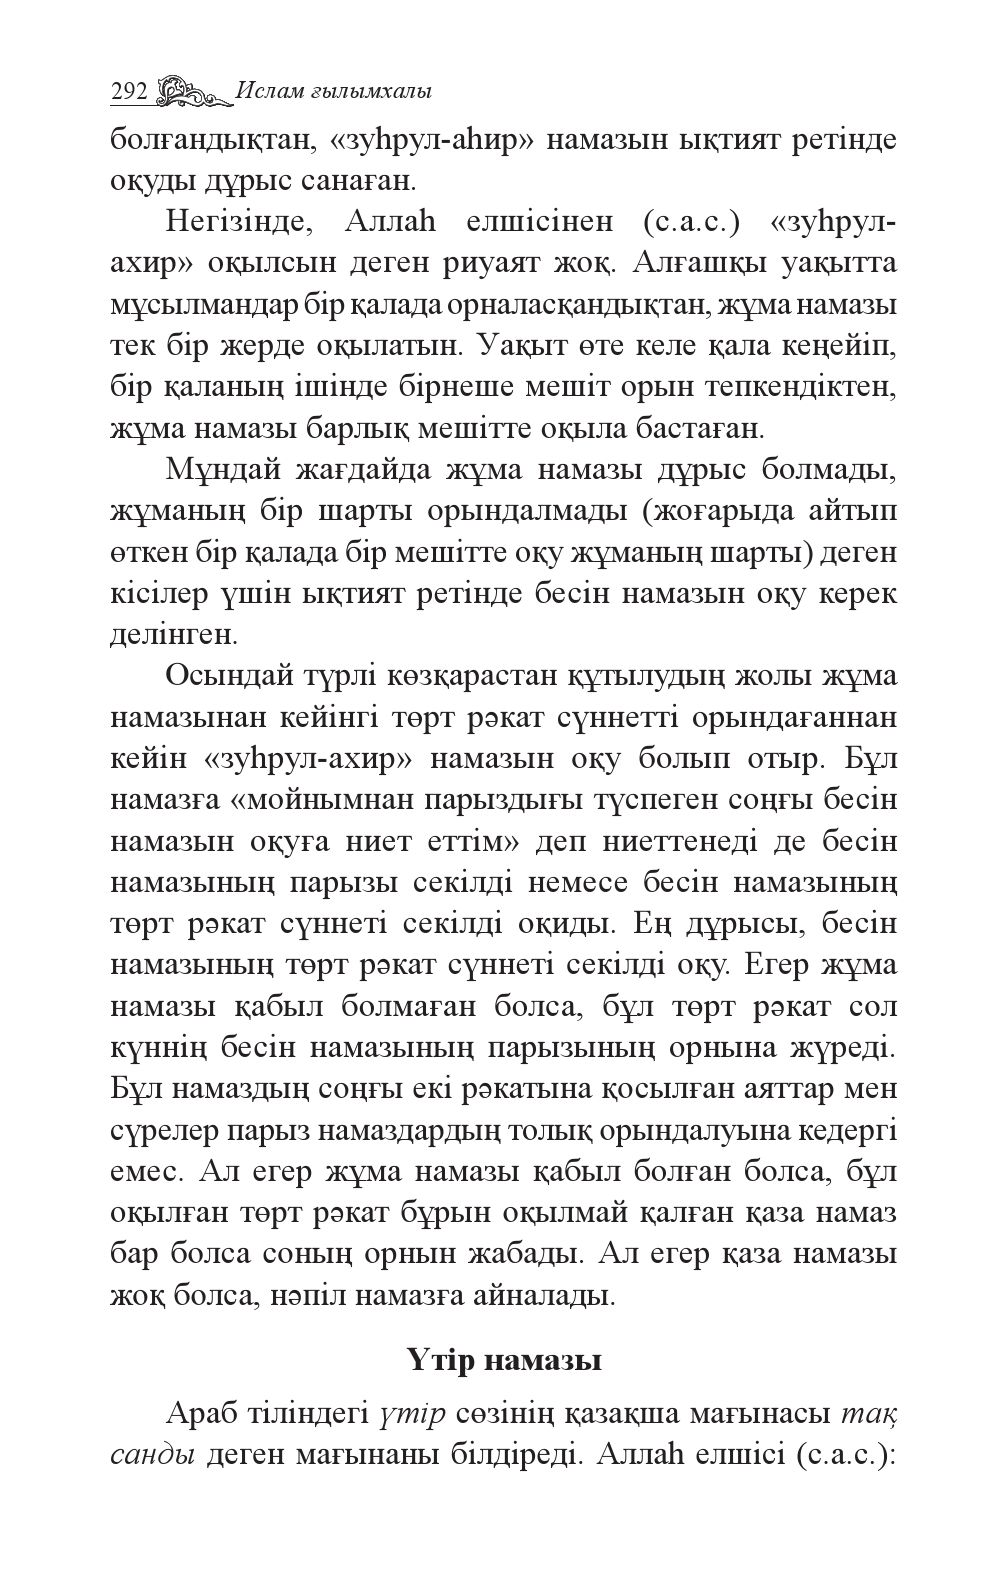 292 Ислам ғылымхалы
болғандықтан, «зуһрул-аһир» намазын ықтият ретінде
оқуды дұрыс санаған.
Негізінде, Аллаһ елшісінен (с.а.с.) «зуһрул-
ахир» оқылсын деген риуаят жоқ. Алғашқы уақытта
мұсылмандар бір қалада орналасқандықтан, жұма намазы
тек бір жерде оқылатын. Уақыт өте келе қала кеңейіп,
бір қаланың ішінде бірнеше мешіт орын тепкендіктен,
жұма намазы барлық мешітте оқыла бастаған.
Мұндай жағдайда жұма намазы дұрыс болмады,
жұманың бір шарты орындалмады (жоғарыда айтып
өткен бір қалада бір мешітте оқу жұманың шарты) деген
кісілер үшін ықтият ретінде бесін намазын оқу керек
делінген.
Осындай түрлі көзқарастан құтылудың жолы жұма
намазынан кейінгі төрт рәкат сүннетті орындағаннан
кейін «зуһрул-ахир» намазын оқу болып отыр. Бұл
намазға «мойнымнан парыздығы түспеген соңғы бесін
намазын оқуға ниет еттім» деп ниеттенеді де бесін
намазының парызы секілді немесе бесін намазының
төрт рәкат сүннеті секілді оқиды. Ең дұрысы, бесін
намазының төрт рәкат сүннеті секілді оқу. Егер жұма
намазы қабыл болмаған болса, бұл төрт рәкат сол
күннің бесін намазының парызының орнына жүреді.
Бұл намаздың соңғы екі рәкатына қосылған аяттар мен
сүрелер парыз намаздардың толық орындалуына кедергі
емес. Ал егер жұма намазы қабыл болған болса, бұл
оқылған төрт рәкат бұрын оқылмай қалған қаза намаз
бар болса соның орнын жабады. Ал егер қаза намазы
жоқ болса, нәпіл намазға айналады.
Үтір намазы
Араб тіліндегі үтір сөзінің қазақша мағынасы тақ
санды деген мағынаны білдіреді. Аллаһ елшісі (с.а.с.):